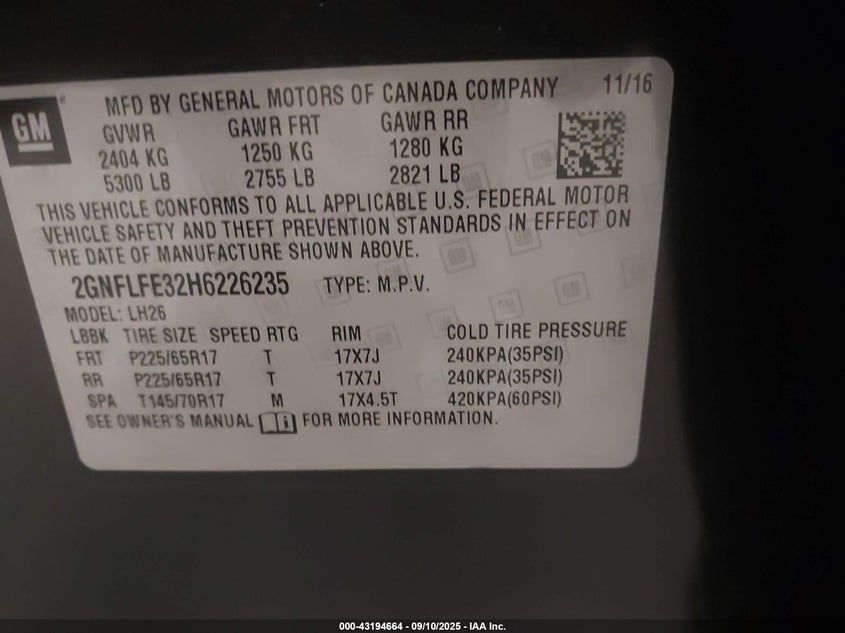 GM
MFD BY GENERAL MOTORS OF CANADA COMPANY 11/16
GVWR GAWR FRT GAWR RR
2404 KG 1250 KG 1280 KG
5300 LB 2755 LB 2821 LB
THIS VEHICLE CONFORMS TO ALL APPLICABLE U.S. FEDERAL MOTOR
VEHICLE SAFETY AND THEFT PREVENTION STANDARDS IN EFFECT ON
THE DATE OF MANUFACTURE SHOWN ABOVE.
2GNFLFE32H6226235 TYPE: M.P.V.
MODEL: LH26
LBBK TIRE SIZE SPEED RTG RIM COLD TIRE PRESSURE
FRT P225/65R17 T 17X7J 240KPA(35PSI)
RR P225/65R17 T 17X7J 240KPA(35PSI)
SPA T145/70R17 M 17X4.5T 420KPA(60PSI)
SEE OWNER'S MANUAL i FOR MORE INFORMATION.
000-43194664 - 09/10/2025 - IAA Inc.